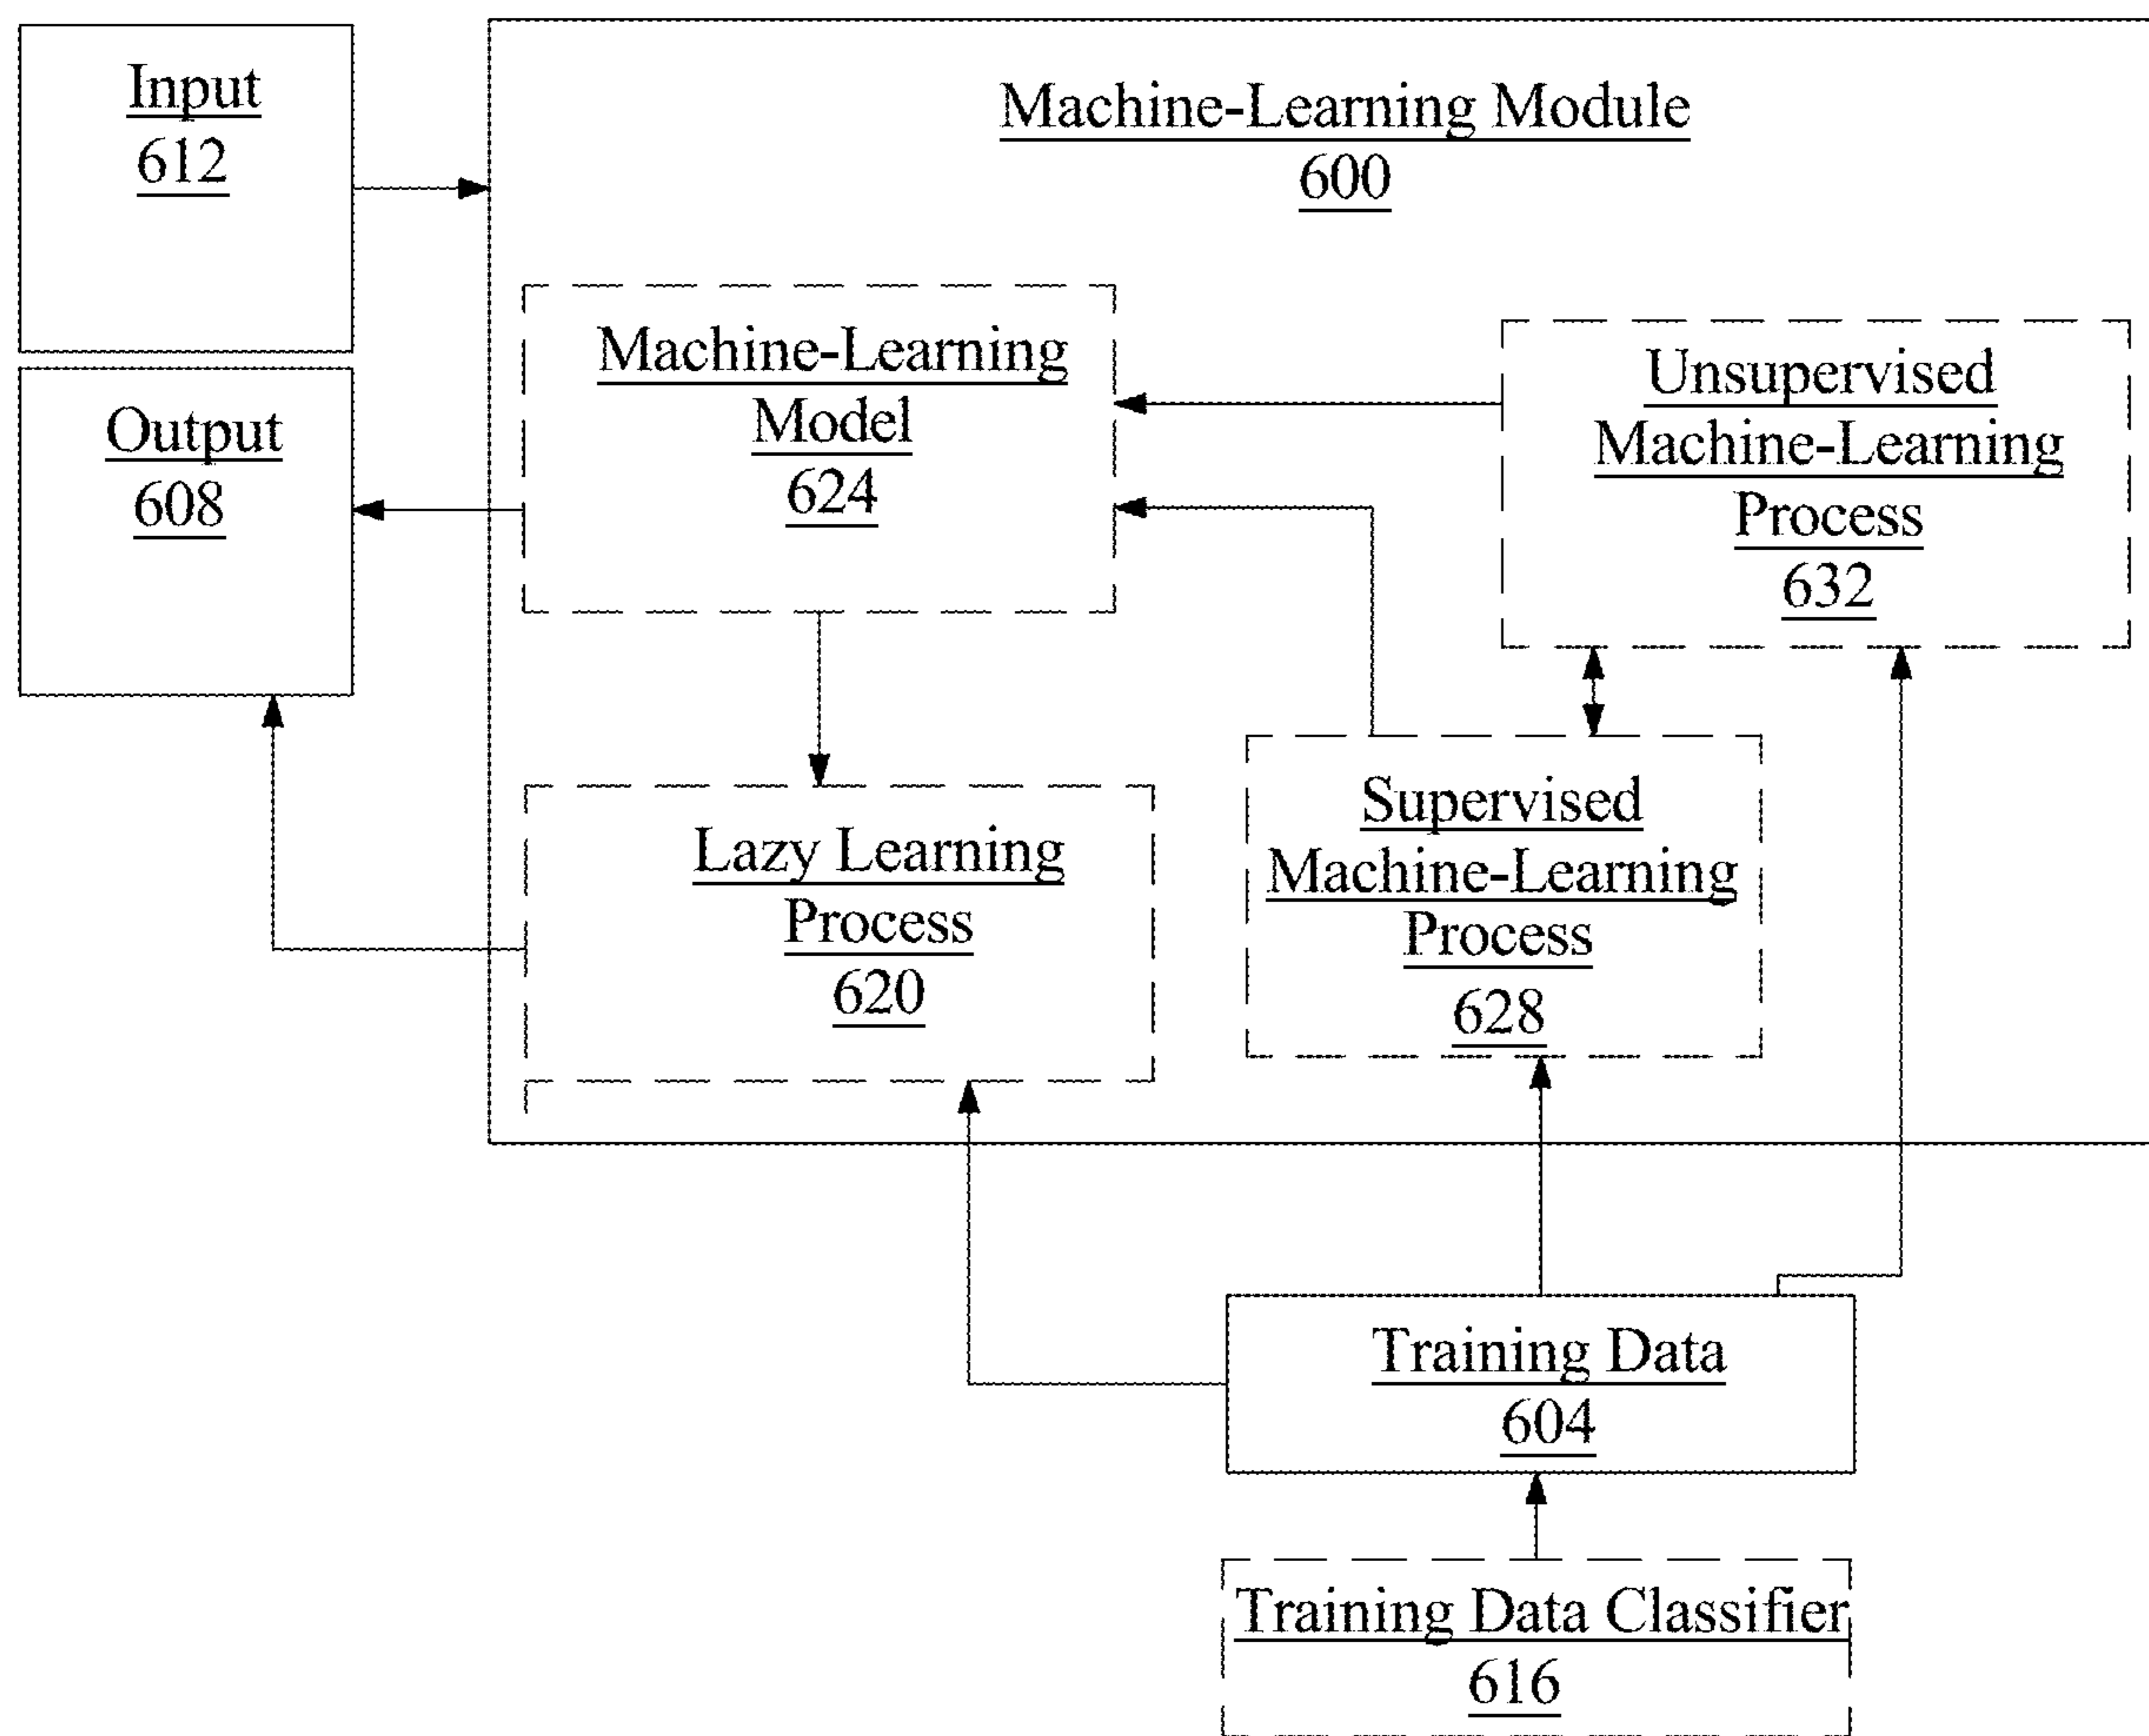 Input
612
Machine-Learning Module
600
Output
608
Machine-Learning
Model
624
Unsupervised
Machine-Learning
Process
632
Lazy Learning
Process
620
Supervised
Machine-Learning
Process
628
Training Data
604
Training Data Classifier
616